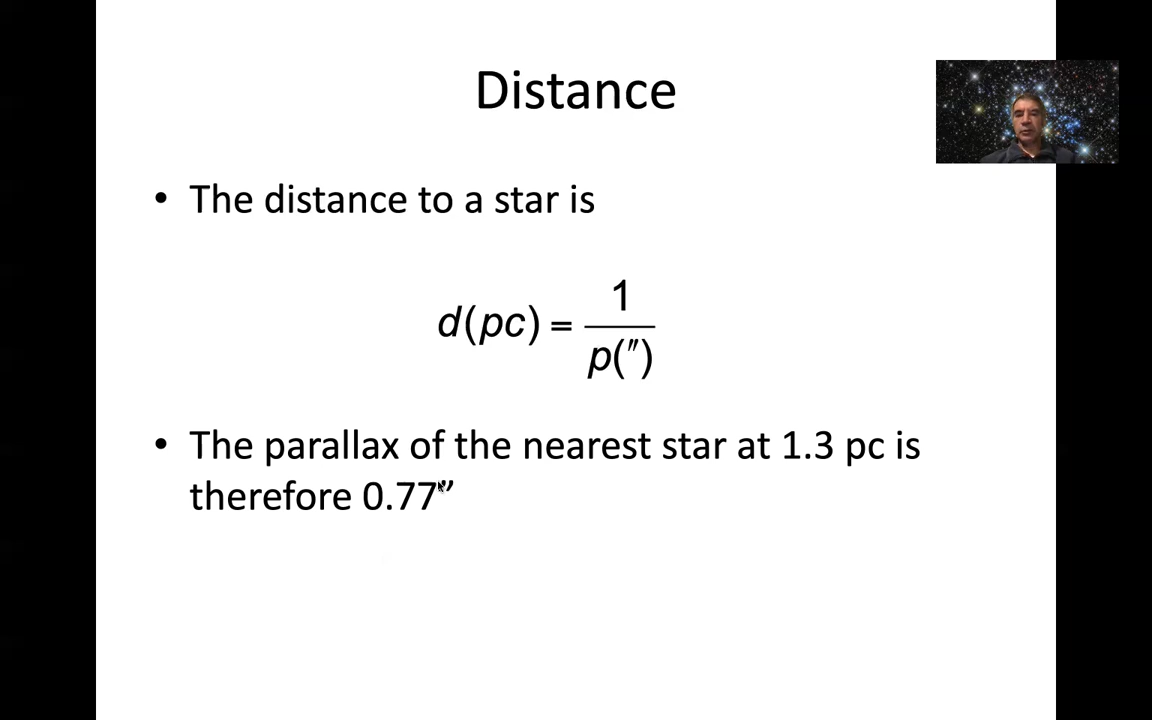 Distance
• The distance to a star is
d(pc) = 1/p(″)
• The parallax of the nearest star at 1.3 pc is
therefore 0.77”